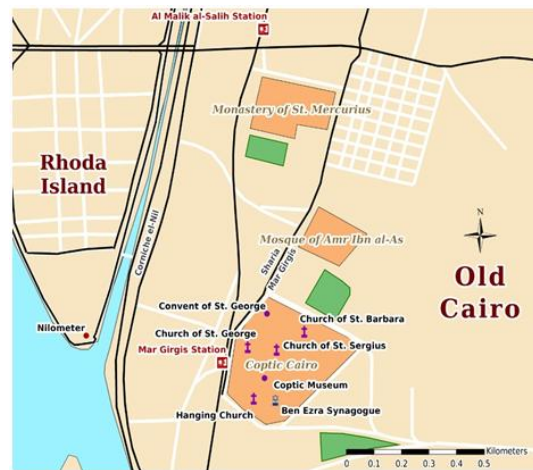 Al Malik al-Salih Station
Monastery of St. Mercurius
Rhoda
Island
Corniche el-Nil
Sharia
Mar Girgis
Mosque of Amr Ibn al-As
N
Old
Cairo
Convent of St. George
Church of St. Barbara
Nilometer
Church of St. George
Church of St. Sergius
Mar Girgis Station
Coptic Cairo
Coptic Museum
Hanging Church
Ben Ezra Synagogue
Kilometers
0 0.1 0.2 0.3 0.4 0.5